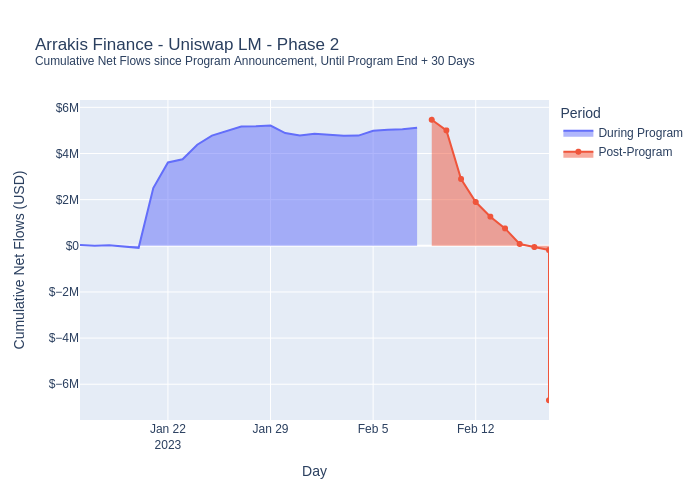 Arrakis Finance - Uniswap LM - Phase 2
Cumulative Net Flows since Program Announcement, Until Program End + 30 Days
Period
During Program
Post-Program
Cumulative Net Flows (USD)
$6M
$4M
$2M
$0
$−2M
$−4M
$−6M
Jan 22
2023
Jan 29
Feb 5
Feb 12
Day